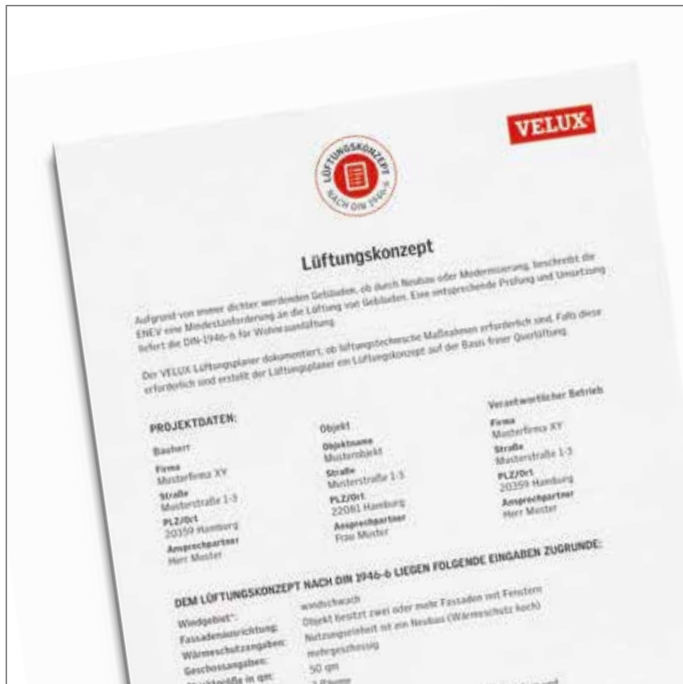 VELUX
LÜFTUNGSKONZEPT
NACH DIN 1946-6
Lüftungskonzept
Aufgrund von immer dichter werdenden Gebäuden, ob durch Neubau oder Modernisierung, beschreibt die
ENEV eine Mindestanforderung an die Lüftung von Gebäuden. Eine entsprechende Prüfung und Umsetzung
liefert die DIN-1946-6 für Wohnraumlüftung.
Der VELUX Lüftungsplaner dokumentiert, ob lüftungstechnische Maßnahmen erforderlich sind. Falls diese
erforderlich sind erstellt der Lüftungsplaner ein Lüftungskonzept auf der Basis freier Querlüftung.
PROJEKTDATEN:
Bauherr
Firma
Musterfirma XY
Straße
Musterstraße 1-3
PLZ/Ort
20359 Hamburg
Ansprechpartner
Herr Muster
Objekt
Objektname
Musterobjekt
Straße
Musterstraße 1-3
PLZ/Ort
22081 Hamburg
Ansprechpartner
Frau Muster
Verantwortlicher Betrieb
Firma
Musterfirma XY
Straße
Musterstraße 1-3
PLZ/Ort
20359 Hamburg
Ansprechpartner
Herr Muster
DEM LÜFTUNGSKONZEPT NACH DIN 1946-6 LIEGEN FOLGENDE EINGABEN ZUGRUNDE:
Windgebiet*: windschwach
Fassadenausrichtung: Objekt besitzt zwei oder mehr Fassaden mit Fenstern
Wärmeschutzangaben: Nutzungseinheit ist ein Neubau (Wärmeschutz hoch)
Geschossangaben: mehrgeschossig
Objektgröße in qm: 50 qm
Räume